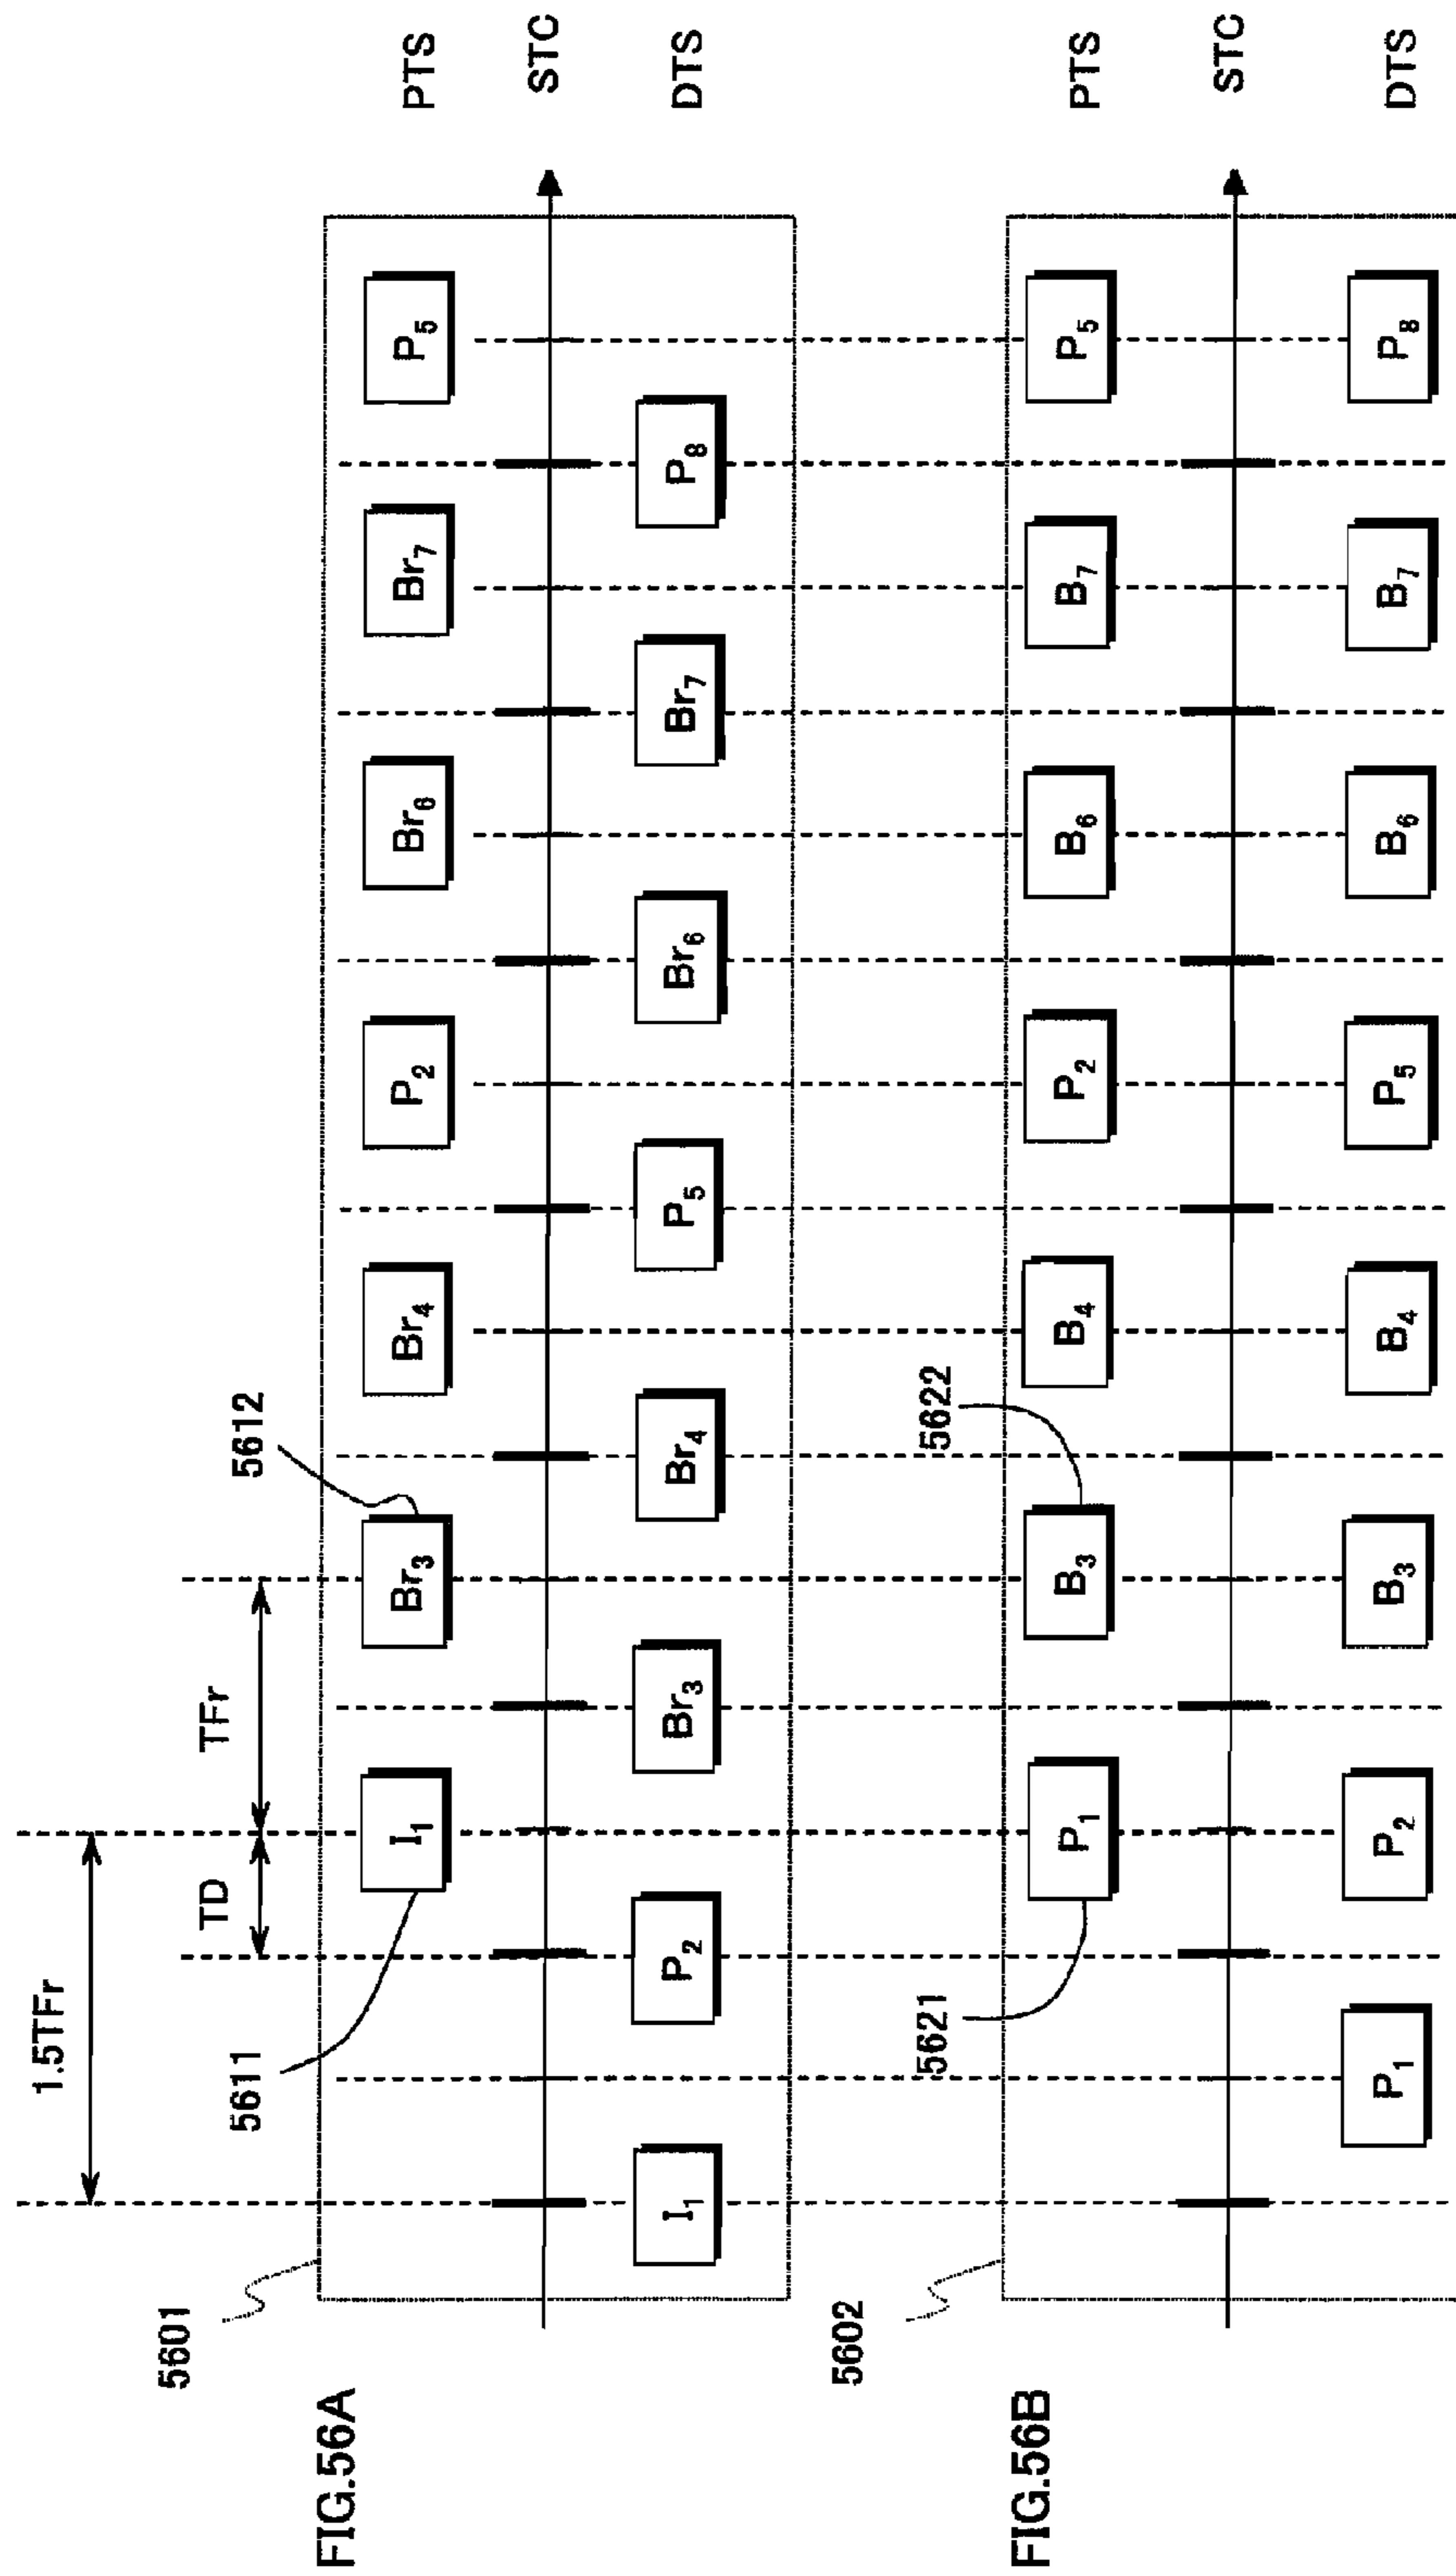 1.5TFr
TD
TFr
FIG.56A
5601
5611
5612
I₁
Br₃
Br₄
P₂
Br₆
Br₇
P₅
PTS
STC
I₁
P₂
Br₃
Br₄
P₅
Br₆
Br₇
P₈
DTS
FIG.56B
5602
5621
5622
P₁
B₃
B₄
P₂
B₆
B₇
P₅
PTS
STC
P₁
P₂
B₃
B₄
P₅
B₆
B₇
P₈
DTS